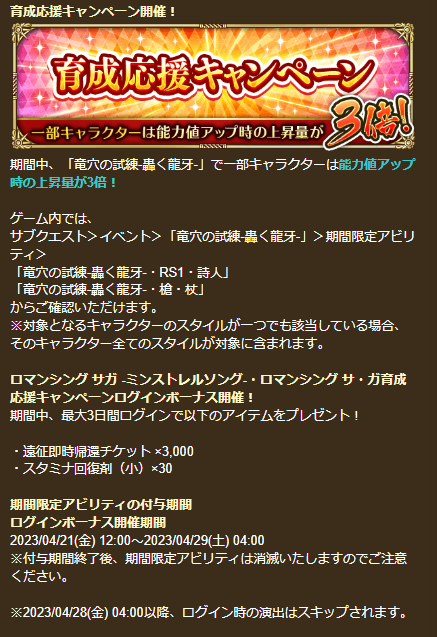 育成応援キャンペーン開催！
育成応援キャンペーン
一部キャラクターは能力値アップ時の上昇量が3倍!
期間中、「竜穴の試練-轟く龍牙-」で一部キャラクターは能力値アップ
時の上昇量が3倍！
ゲーム内では、
サブクエスト＞イベント＞「竜穴の試練-轟く龍牙-」＞期間限定アビリ
ティ＞
「竜穴の試練-轟く龍牙-・RS1・詩人」
「竜穴の試練-轟く龍牙-・槍・杖」
からご確認いただけます。
※対象となるキャラクターのスタイルが一つでも該当している場合、
そのキャラクター全てのスタイルが対象に含まれます。
ロマンシング サガ -ミンストレルソング-・ロマンシング サ・ガ育成
応援キャンペーンログインボーナス開催！
期間中、最大3日間ログインで以下のアイテムをプレゼント！
・遠征即時帰還チケット ×3,000
・スタミナ回復剤（小）×30
期間限定アビリティの付与期間
ログインボーナス開催期間
2023/04/21(金) 12:00～2023/04/29(土) 04:00
※付与期間終了後、期間限定アビリティは消滅いたしますのでご注意
ください。
※2023/04/28(金) 04:00以降、ログイン時の演出はスキップされます。